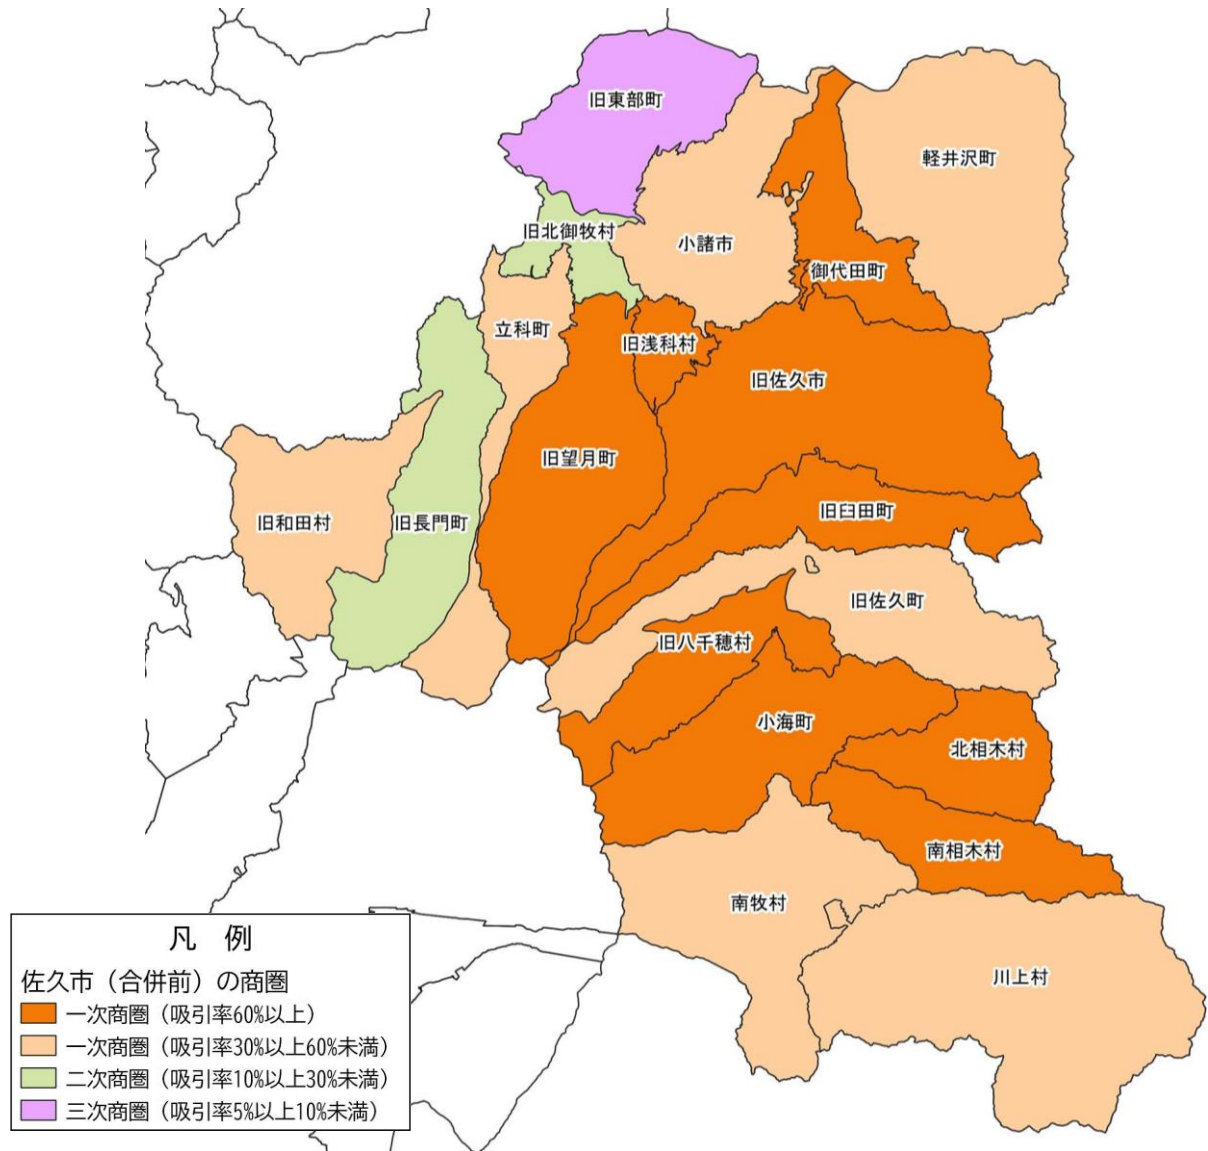 旧東部町
軽井沢町
旧北御牧村
小諸市
御代田町
立科町
旧浅科村
旧佐久市
旧望月町
旧和田村
旧長門町
旧臼田町
旧佐久町
旧八千穂村
小海町
北相木村
南相木村
南牧村
川上村
凡 例
佐久市（合併前）の商圏
一次商圏（吸引率60%以上）
一次商圏（吸引率30%以上60%未満）
二次商圏（吸引率10%以上30%未満）
三次商圏（吸引率5%以上10%未満）